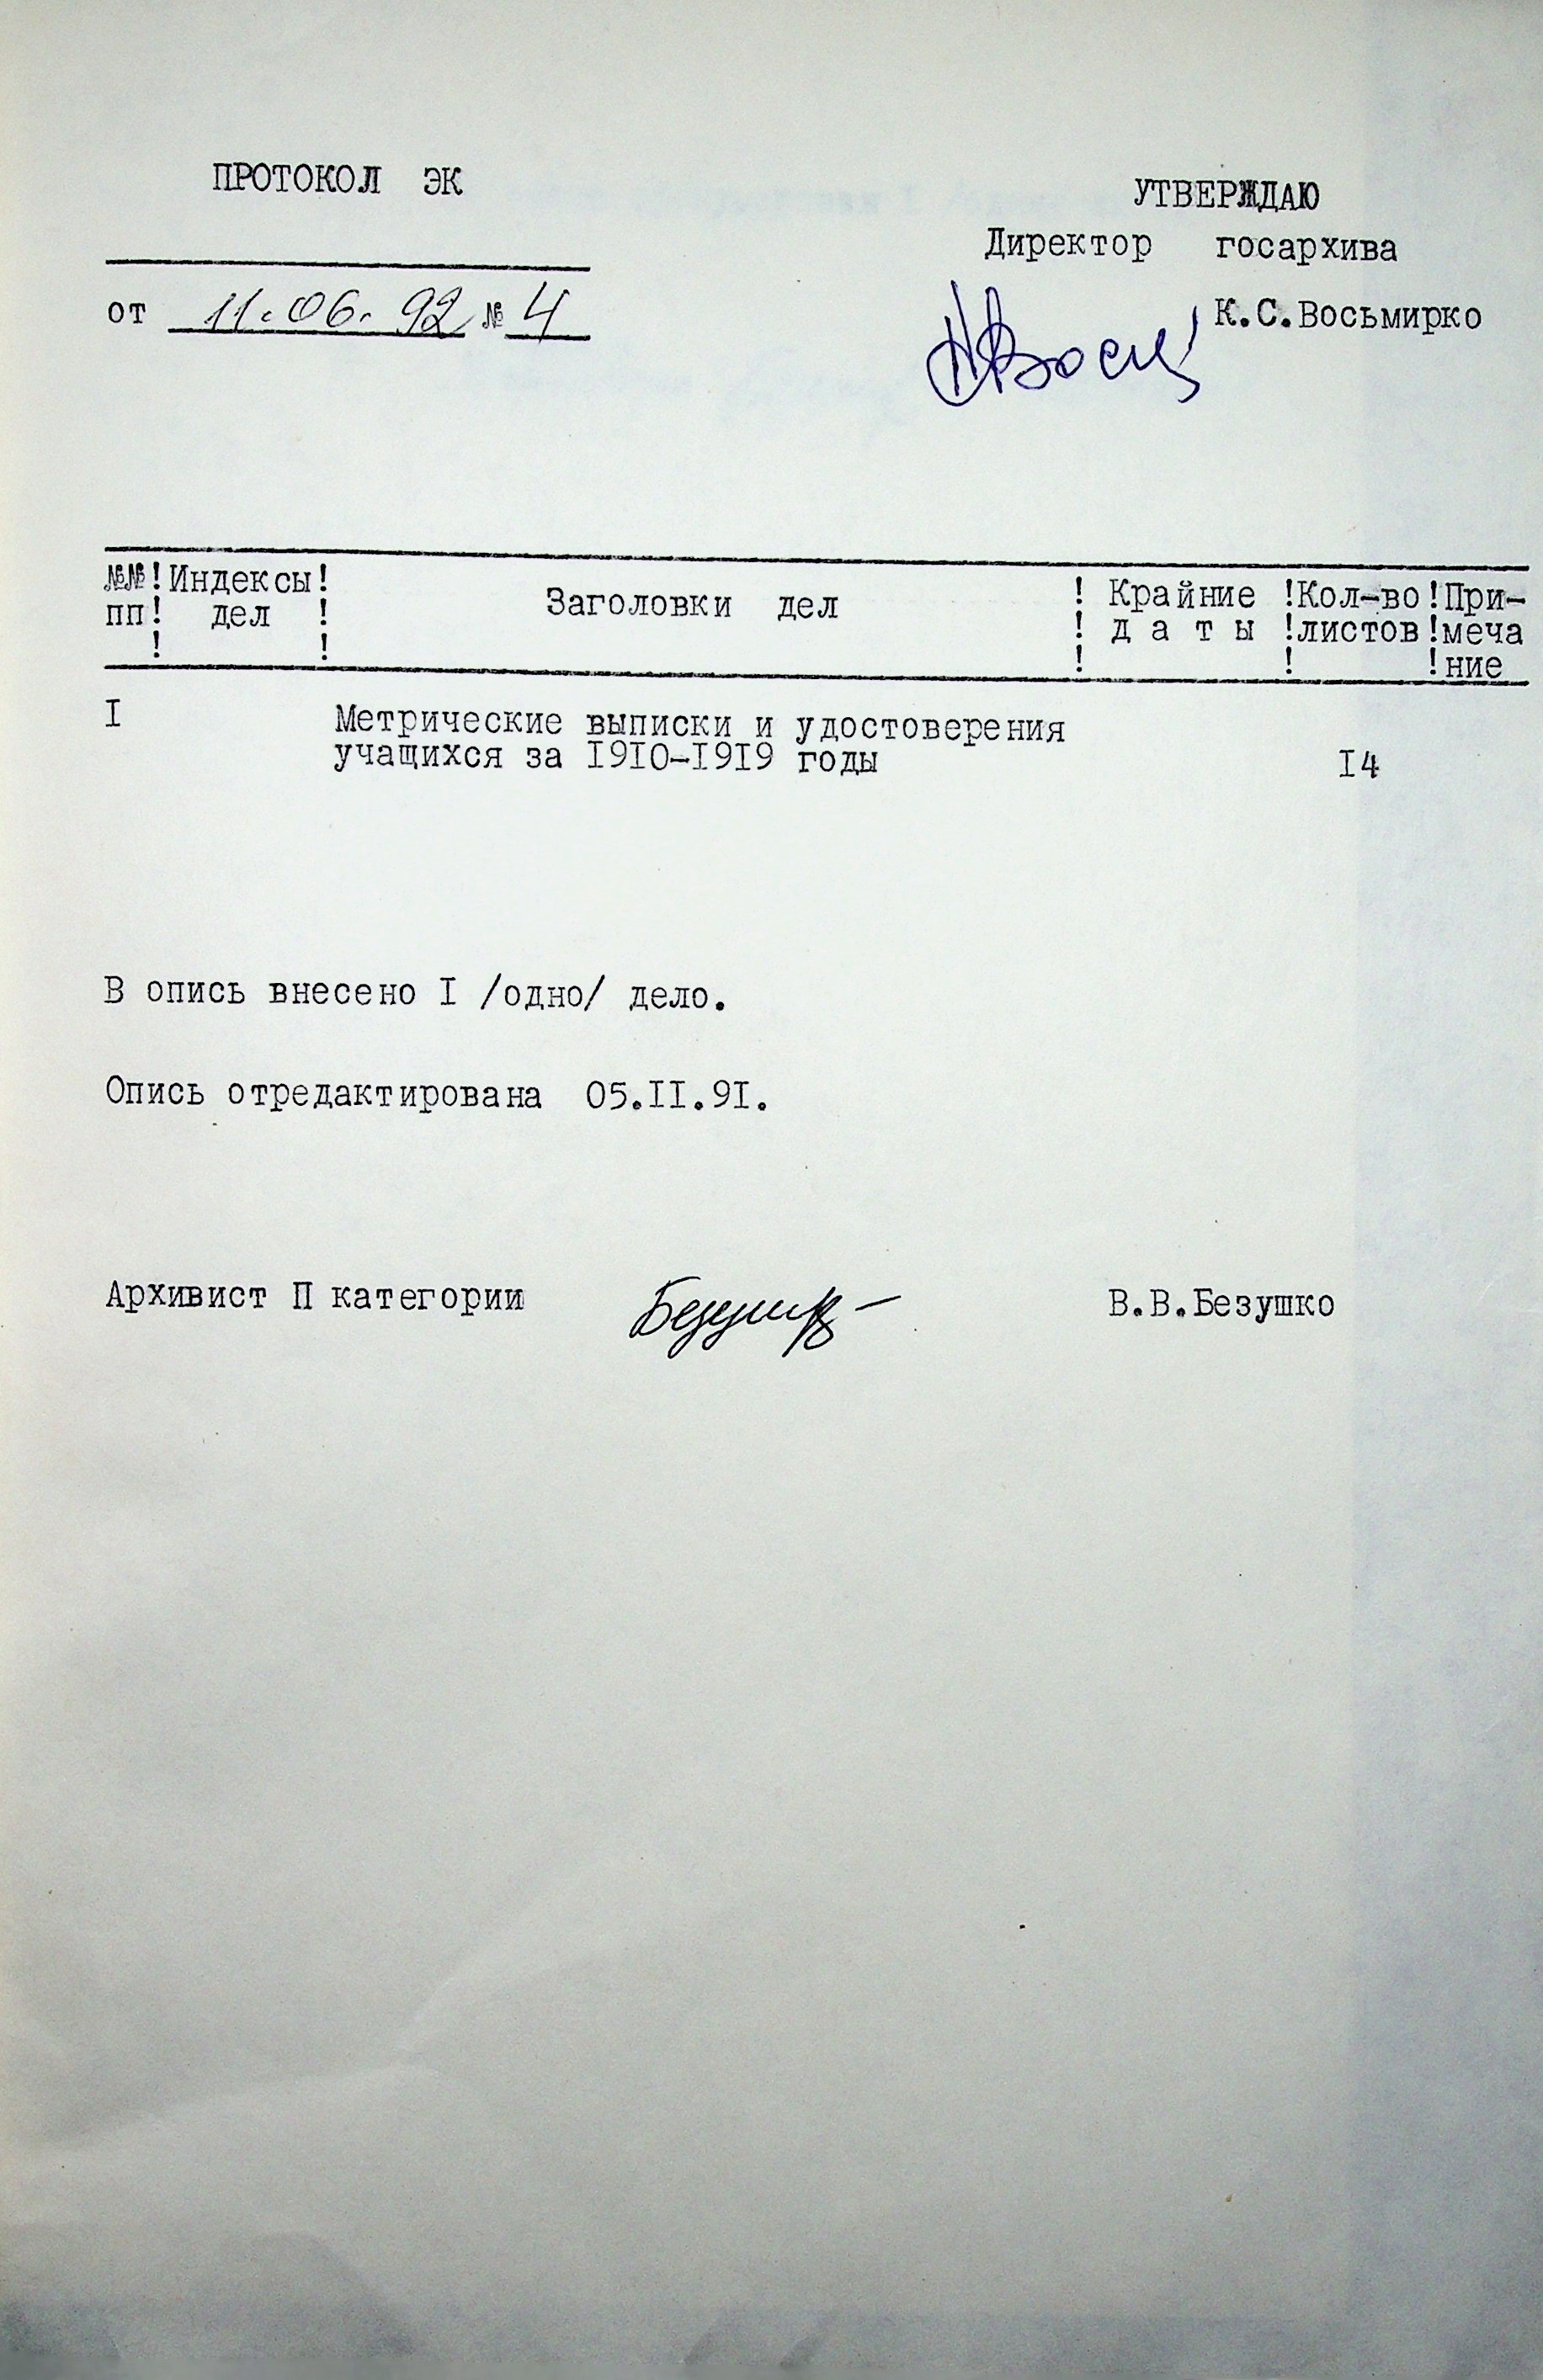 ПРОТОКОЛ ЭК
от 11.06.92 № 4
УТВЕРЖДАЮ
Директор госархива
К.С.Восьмирко
№№!Индексы! Заголовки дел ! Крайние !Кол-во!При-
пп! дел ! ! д а т ы !листов!меча
! ! ! ! !ние
I Метрические выписки и удостоверения
учащихся за I9I0-I9I9 годы I4
В опись внесено I /одно/ дело.
Опись отредактирована 05.II.9I.
Архивист П категории Безушко В.В.Безушко